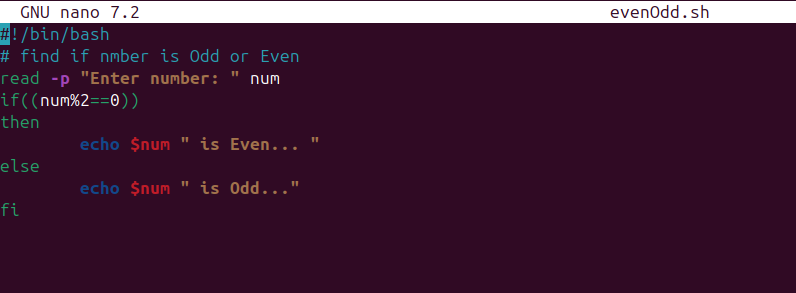 GNU nano 7.2 evenOdd.sh
#!/bin/bash
# find if nmber is Odd or Even
read -p "Enter number: " num
if((num%2==0))
then
echo $num " is Even... "
else
echo $num " is Odd..."
fi